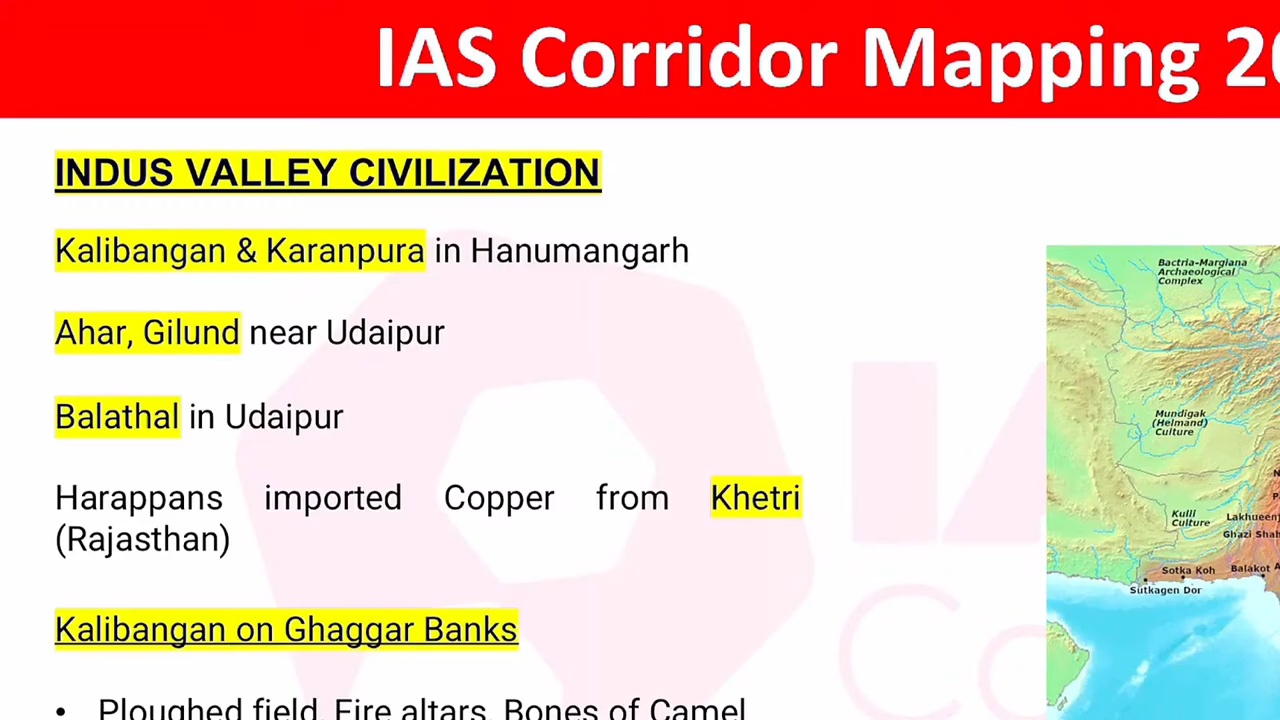 IAS Corridor Mapping
INDUS VALLEY CIVILIZATION
Kalibangan & Karanpura in Hanumangarh
Ahar, Gilund near Udaipur
Balathal in Udaipur
Harappans imported Copper from Khetri
(Rajasthan)
Kalibangan on Ghaggar Banks
• Ploughed field, Fire altars, Bones of Camel
Bactria-Margiana
Archaeological
Complex
Mundigak
(Helmand)
Culture
Kulli
Culture
Ghazi
Sotka Koh
Balakot
Sutkagen Dor